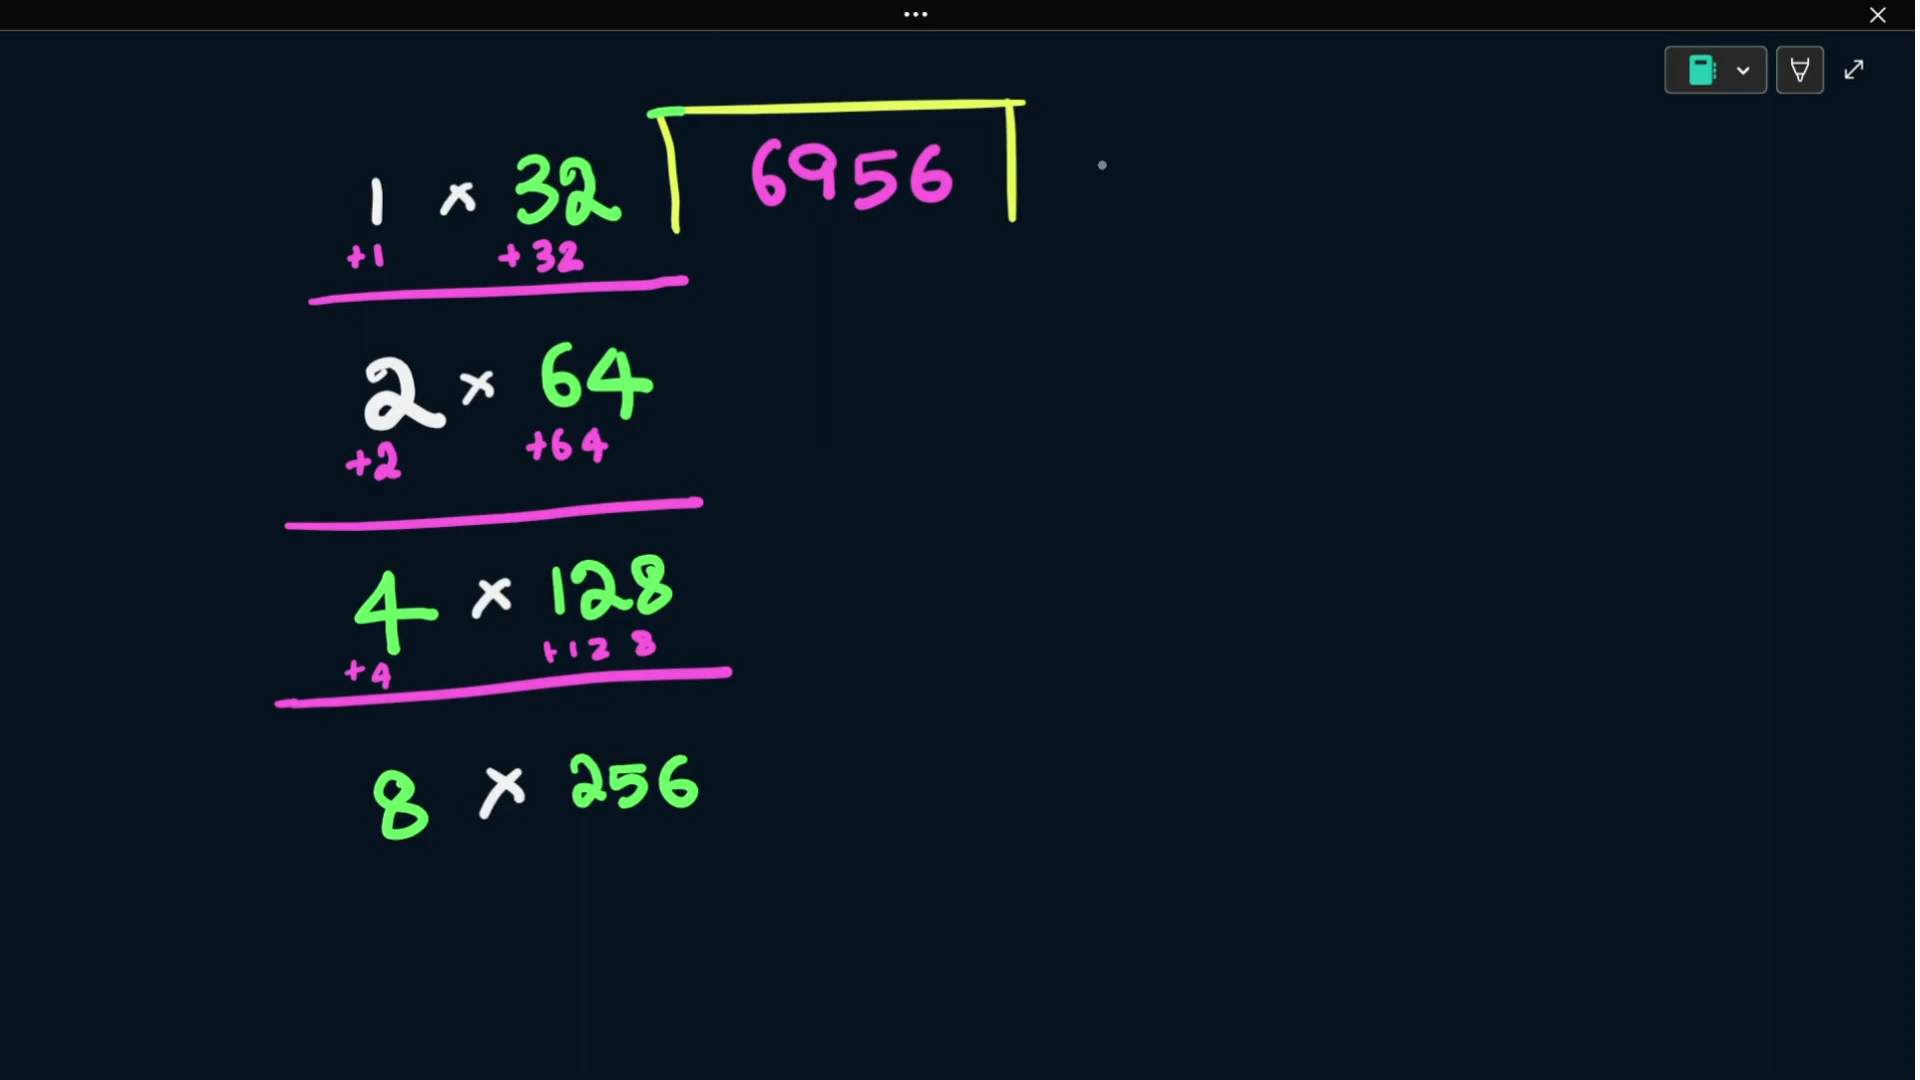 1 × 32 6956
+1 +32
2 × 64
+2 +64
4 × 128
+4 +128
8 × 256